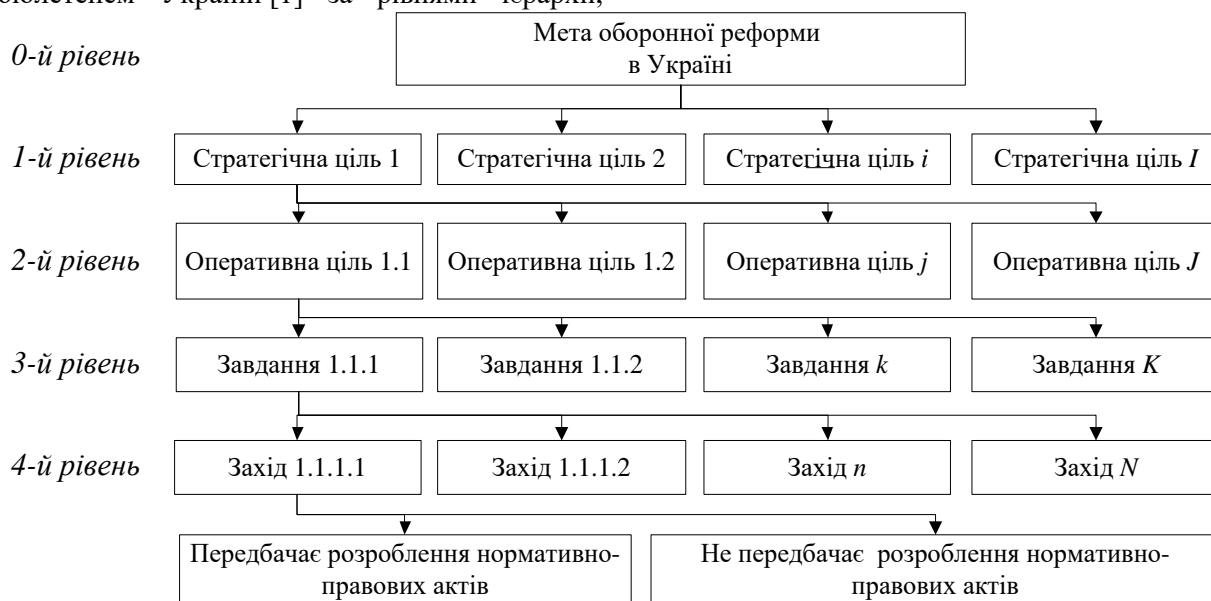 бюлетенем України [1] за рівнями ієрархії,
Мета оборонної реформи
в Україні
0-й рівень
1-й рівень
Стратегічна ціль 1
Стратегічна ціль 2
Стратегічна ціль i
Стратегічна ціль I
2-й рівень
Оперативна ціль 1.1
Оперативна ціль 1.2
Оперативна ціль j
Оперативна ціль J
3-й рівень
Завдання 1.1.1
Завдання 1.1.2
Завдання k
Завдання K
4-й рівень
Захід 1.1.1.1
Захід 1.1.1.2
Захід n
Захід N
Передбачає розроблення нормативно-
правових актів
Не передбачає розроблення нормативно-
правових актів